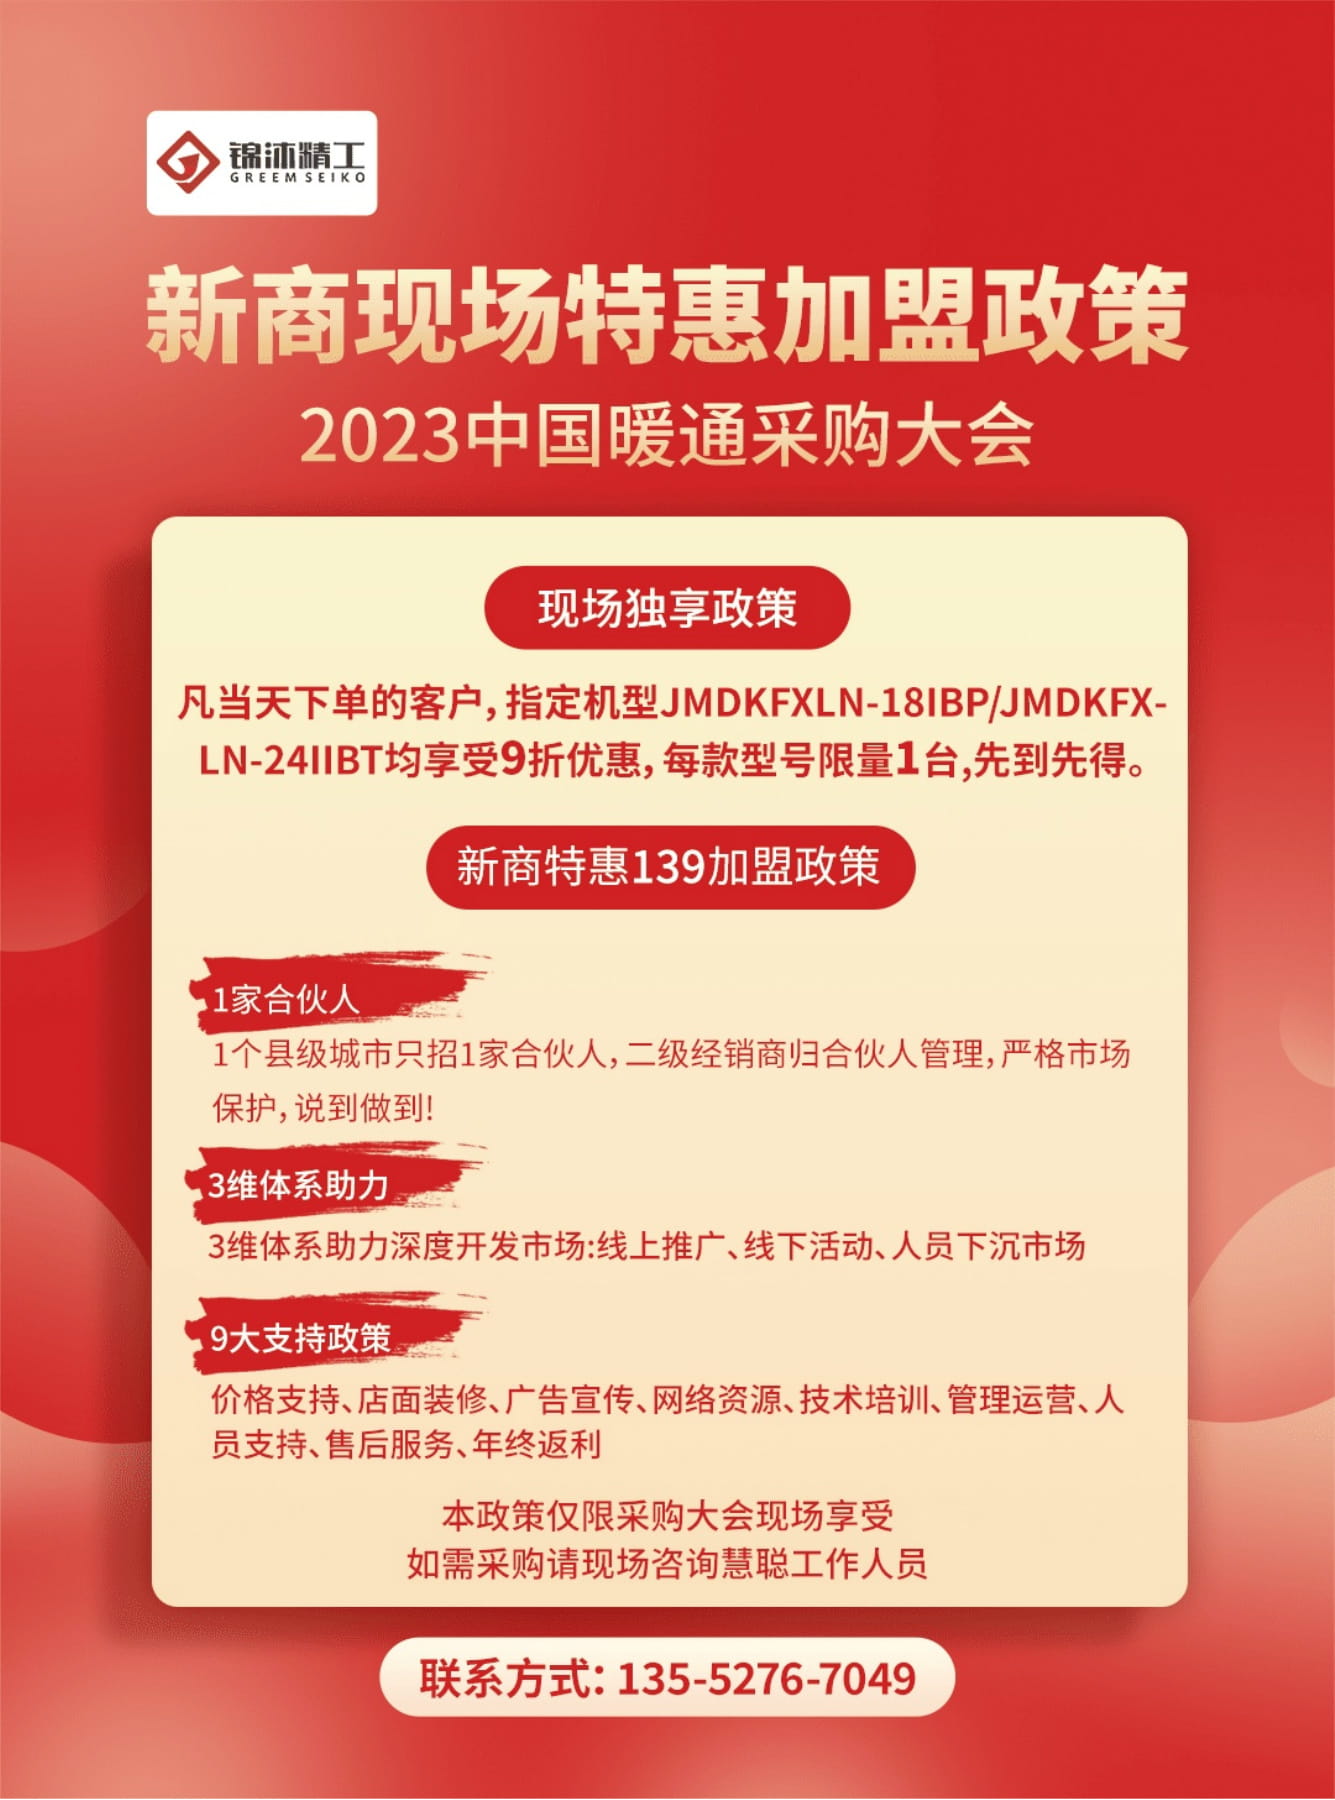 锦沐精工
GREEM SEIKO
新商现场特惠加盟政策
2023中国暖通采购大会
现场独享政策
凡当天下单的客户，指定机型JMDKFXLN-18IBP/JMDKFX-
LN-24IIBT均享受9折优惠，每款型号限量1台,先到先得。
新商特惠139加盟政策
1家合伙人
1个县级城市只招1家合伙人，二级经销商归合伙人管理，严格市场
保护，说到做到!
3维体系助力
3维体系助力深度开发市场:线上推广、线下活动、人员下沉市场
9大支持政策
价格支持、店面装修、广告宣传、网络资源、技术培训、管理运营、人
员支持、售后服务、年终返利
本政策仅限采购大会现场享受
如需采购请现场咨询慧聪工作人员
联系方式：135-5276-7049